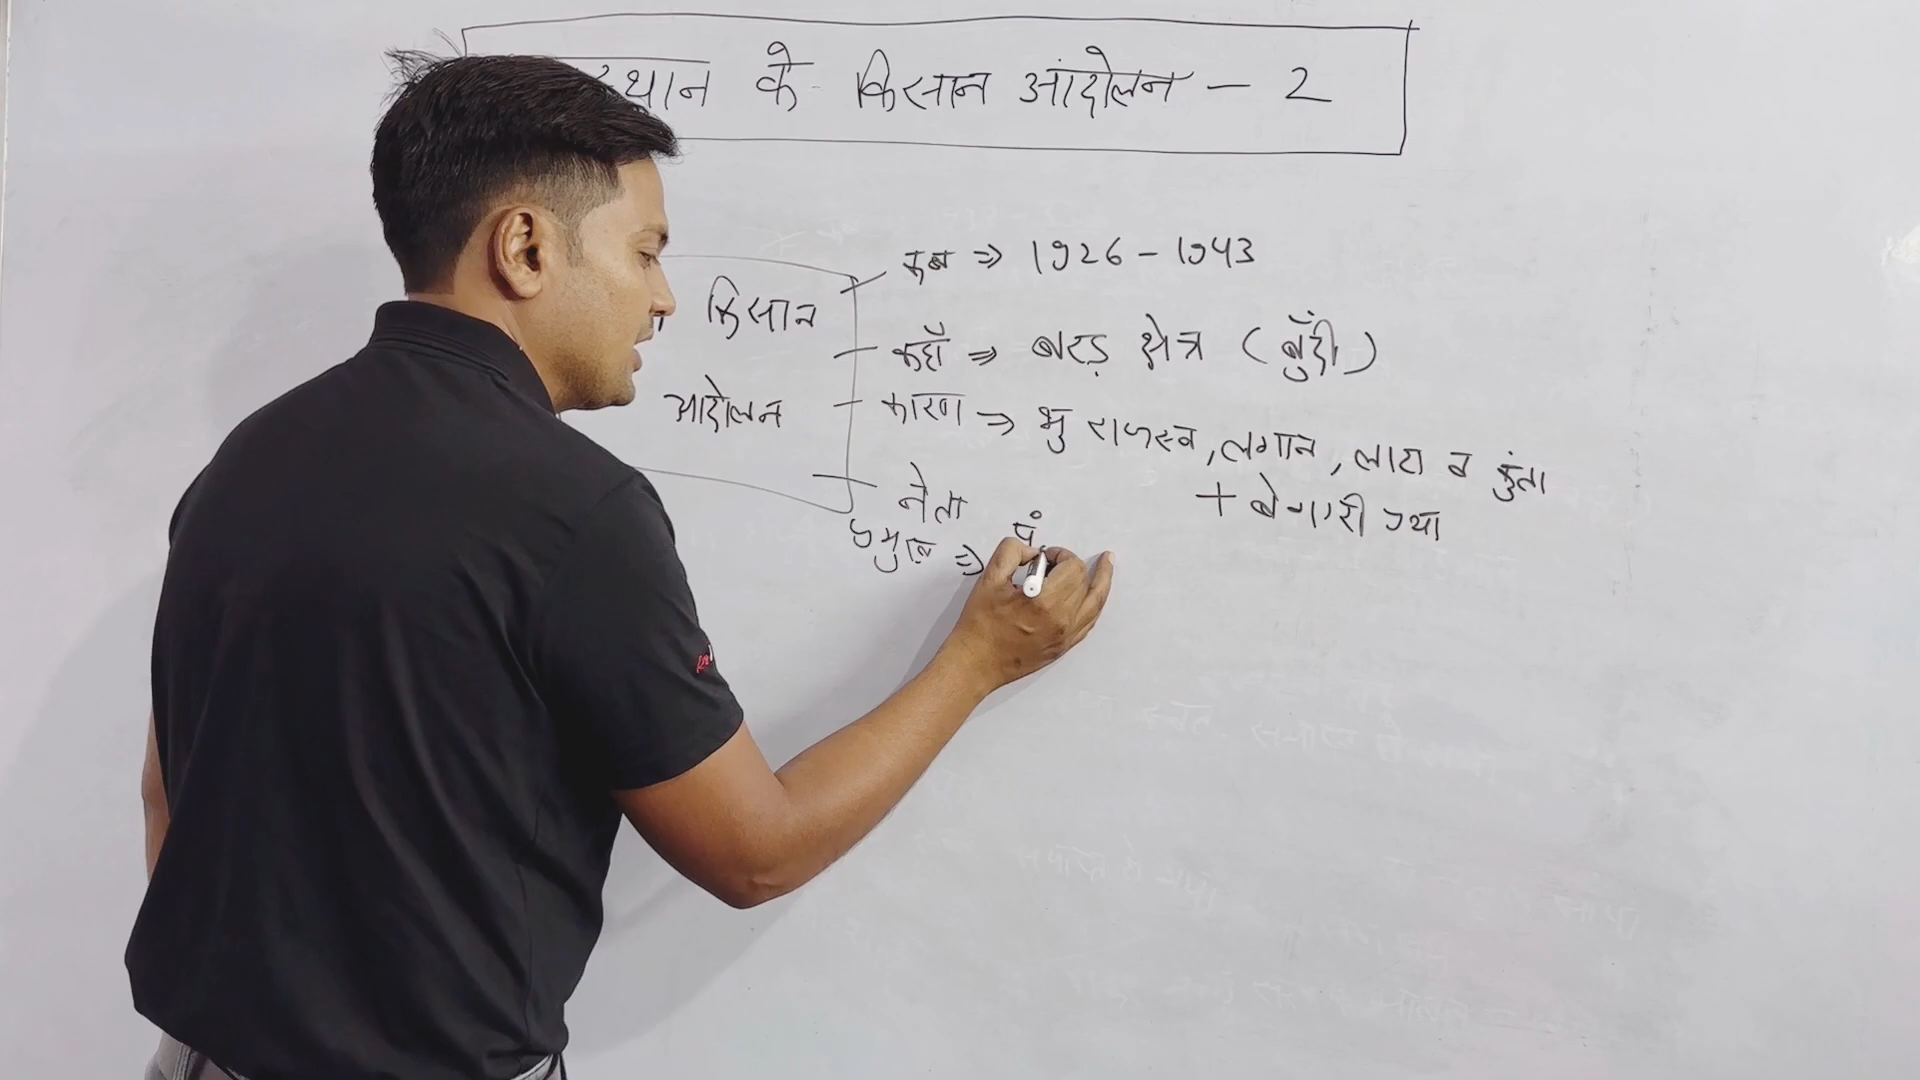 स्थान के किसान आंदोलन - 2
किसान
आंदोलन
कब ⇒ 1926 - 1943
कहाँ ⇒ बरड़ क्षेत्र (बुँदी)
कारण ⇒ भु राजस्व, लगान, लाटा व कुंता
+ बेगारी प्रथा
नेता
प्रमुख ⇒ पं.